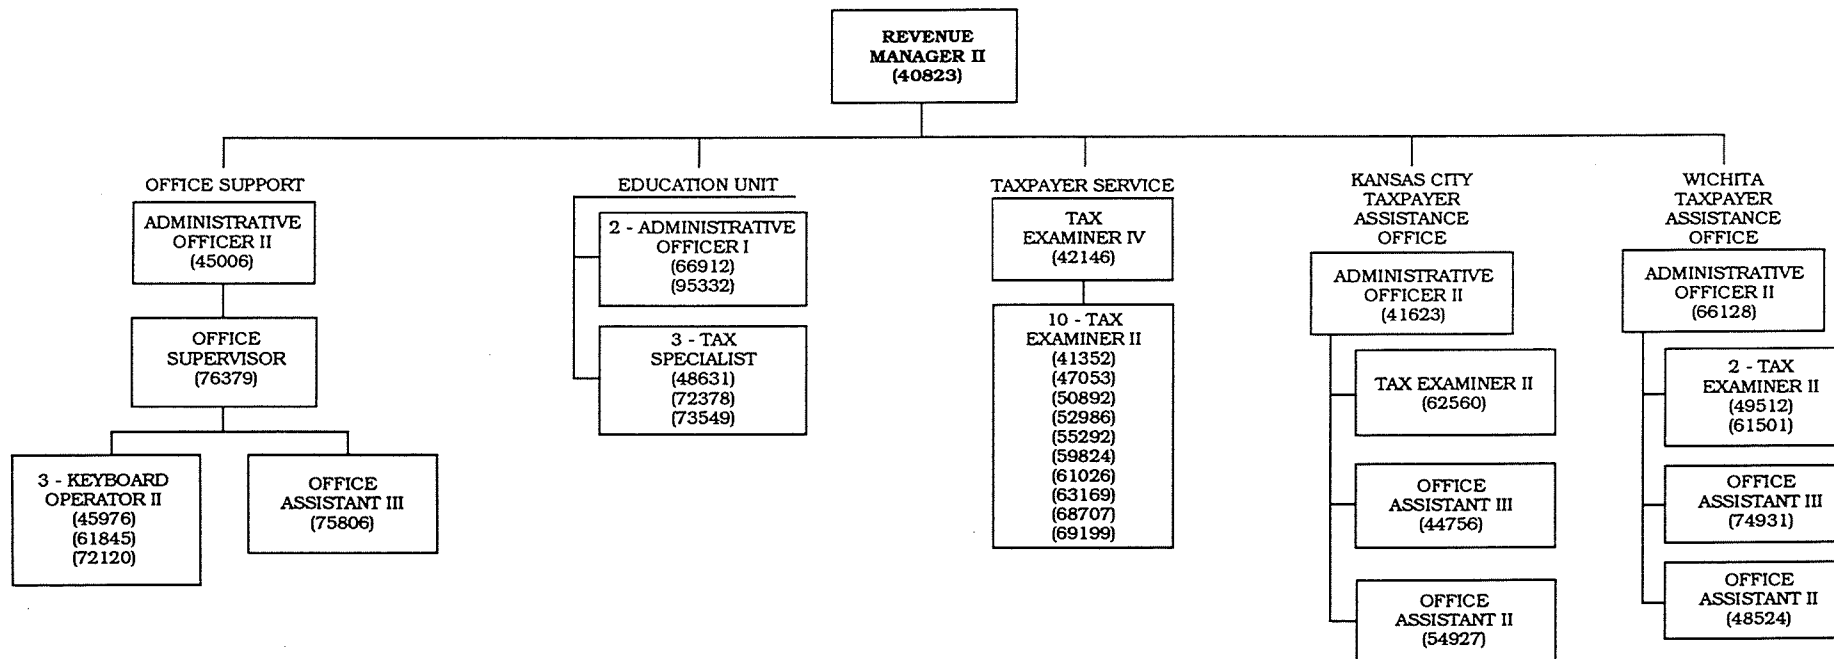 REVENUE
MANAGER II
(40823)
OFFICE SUPPORT
ADMINISTRATIVE
OFFICER II
(45006)
OFFICE
SUPERVISOR
(76379)
3 - KEYBOARD
OPERATOR II
(45976)
(61845)
(72120)
OFFICE
ASSISTANT III
(75806)
EDUCATION UNIT
2 - ADMINISTRATIVE
OFFICER I
(66912)
(95332)
3 - TAX
SPECIALIST
(48631)
(72378)
(73549)
TAXPAYER SERVICE
TAX
EXAMINER IV
(42146)
10 - TAX
EXAMINER II
(41352)
(47053)
(50892)
(52986)
(55292)
(59824)
(61026)
(63169)
(68707)
(69199)
KANSAS CITY
TAXPAYER
ASSISTANCE
OFFICE
ADMINISTRATIVE
OFFICER II
(41623)
TAX EXAMINER II
(62560)
OFFICE
ASSISTANT III
(44756)
OFFICE
ASSISTANT II
(54927)
WICHITA
TAXPAYER
ASSISTANCE
OFFICE
ADMINISTRATIVE
OFFICER II
(66128)
2 - TAX
EXAMINER II
(49512)
(61501)
OFFICE
ASSISTANT III
(74931)
OFFICE
ASSISTANT II
(48524)